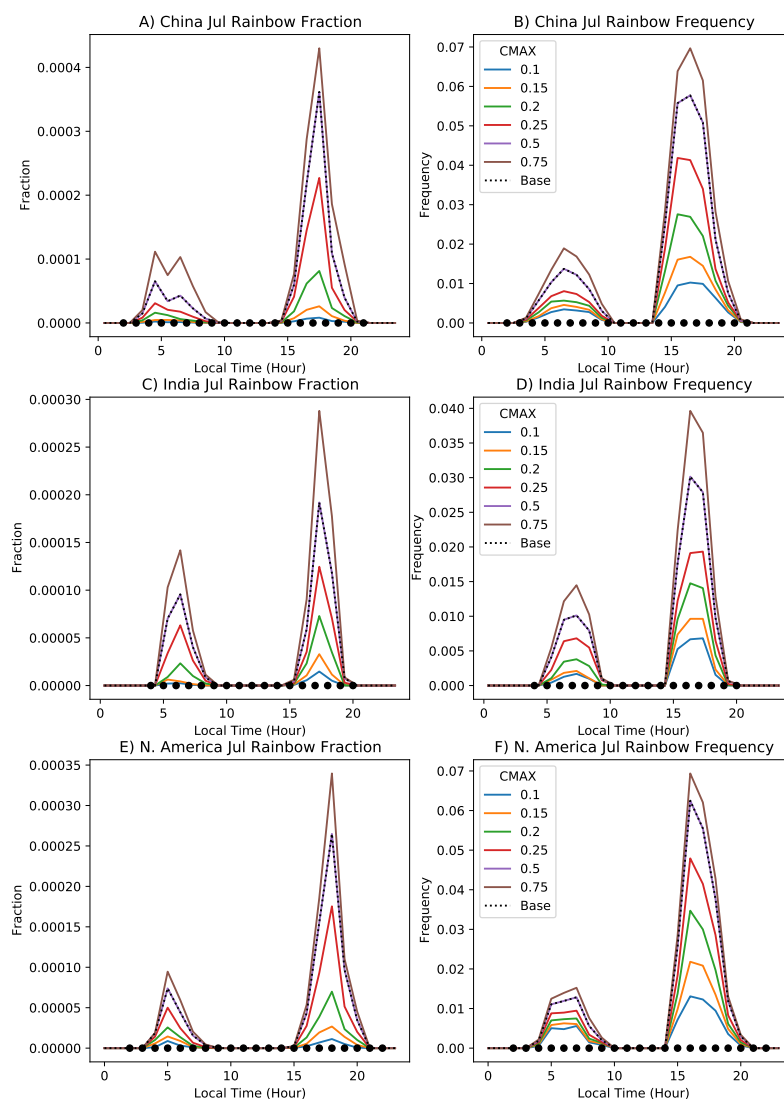 A) China Jul Rainbow Fraction
Fraction
0.0004
0.0003
0.0002
0.0001
0.0000
0 5 10 15 20
Local Time (Hour)
B) China Jul Rainbow Frequency
Frequency
0.07
0.06
0.05
0.04
0.03
0.02
0.01
0.00
CMAX
0.1
0.15
0.2
0.25
0.5
0.75
Base
0 5 10 15 20
Local Time (Hour)
C) India Jul Rainbow Fraction
Fraction
0.00030
0.00025
0.00020
0.00015
0.00010
0.00005
0.00000
0 5 10 15 20
Local Time (Hour)
D) India Jul Rainbow Frequency
Frequency
0.040
0.035
0.030
0.025
0.020
0.015
0.010
0.005
0.000
CMAX
0.1
0.15
0.2
0.25
0.5
0.75
Base
0 5 10 15 20
Local Time (Hour)
E) N. America Jul Rainbow Fraction
Fraction
0.00035
0.00030
0.00025
0.00020
0.00015
0.00010
0.00005
0.00000
0 5 10 15 20
Local Time (Hour)
F) N. America Jul Rainbow Frequency
Frequency
0.07
0.06
0.05
0.04
0.03
0.02
0.01
0.00
CMAX
0.1
0.15
0.2
0.25
0.5
0.75
Base
0 5 10 15 20
Local Time (Hour)